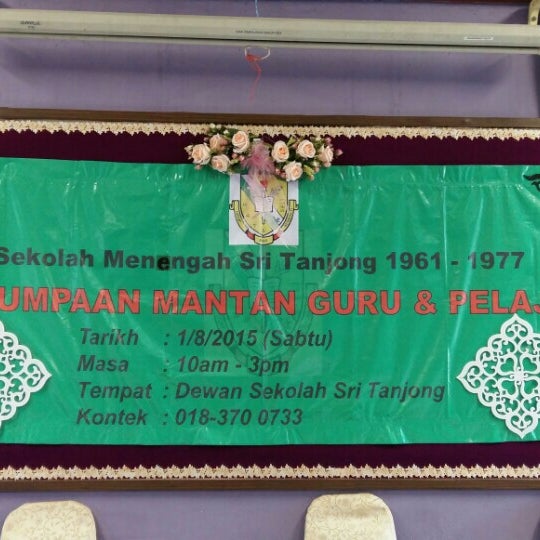 Sekolah Menengah Sri Tanjong 1961 - 1977
UMPAAN MANTAN GURU & PELAJ
Tarikh : 1/8/2015 (Sabtu)
Masa : 10am - 3pm
Tempat : Dewan Sekolah Sri Tanjong
Kontek : 018-370 0733